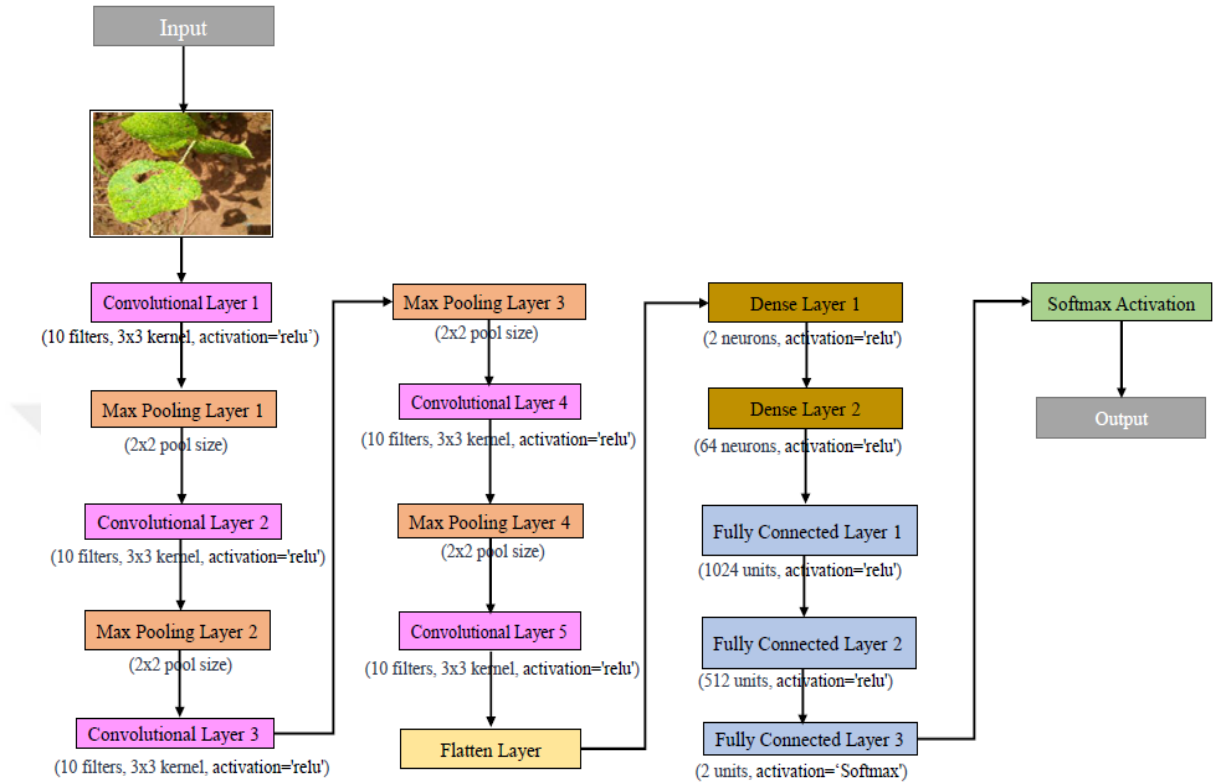 Input
Convolutional Layer 1
(10 filters, 3x3 kernel, activation='relu`)
Max Pooling Layer 1
(2x2 pool size)
Convolutional Layer 2
(10 filters, 3x3 kernel, activation='relu')
Max Pooling Layer 2
(2x2 pool size)
Convolutional Layer 3
(10 filters, 3x3 kernel, activation='relu')
Max Pooling Layer 3
(2x2 pool size)
Convolutional Layer 4
(10 filters, 3x3 kernel, activation='relu')
Max Pooling Layer 4
(2x2 pool size)
Convolutional Layer 5
(10 filters, 3x3 kernel, activation='relu')
Flatten Layer
Dense Layer 1
(2 neurons, activation='relu')
Dense Layer 2
(64 neurons, activation='relu')
Fully Connected Layer 1
(1024 units, activation='relu')
Fully Connected Layer 2
(512 units, activation='relu')
Fully Connected Layer 3
(2 units, activation=‘Softmax')
Softmax Activation
Output